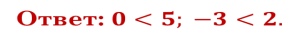 Ответ: 0 < 5; −3 < 2.